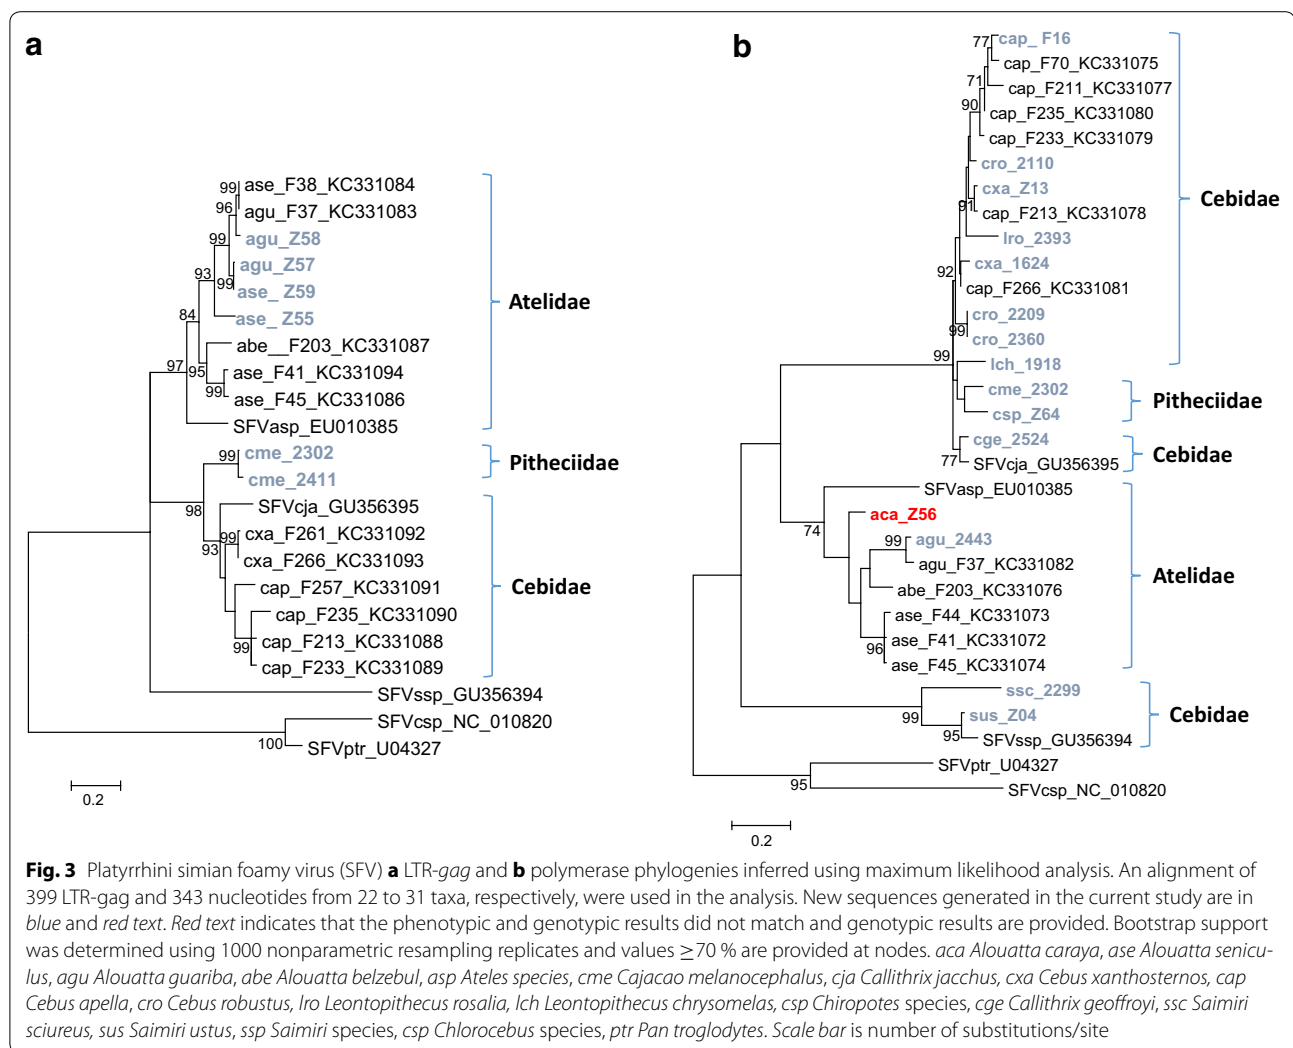 a
99
ase_F38_KC331084
96
agu_F37_KC331083
99
agu_Z58
93
agu_Z57
99
ase_ Z59
84
ase_ Z55
abe__F203_KC331087
97
95
ase_F41_KC331094
99
ase_F45_KC331086
SFVasp_EU010385
Atelidae
99
cme_2302
cme_2411
Pitheciidae
98
SFVcja_GU356395
99
cxa_F261_KC331092
93
cxa_F266_KC331093
cap_F257_KC331091
cap_F235_KC331090
cap_F213_KC331088
99
cap_F233_KC331089
Cebidae
SFVssp_GU356394
SFVcsp_NC_010820
100
SFVptr_U04327
0.2
b
77
cap_ F16
cap_F70_KC331075
71
cap_F211_KC331077
90
cap_F235_KC331080
cap_F233_KC331079
cro_2110
cxa_Z13
91
cap_F213_KC331078
lro_2393
92
cxa_1624
cap_F266_KC331081
cro_2209
99
cro_2360
99
lch_1918
Cebidae
cme_2302
csp_Z64
Pitheciidae
cge_2524
77
SFVcja_GU356395
Cebidae
SFVasp_EU010385
74
aca_Z56
99
agu_2443
agu_F37_KC331082
abe_F203_KC331076
ase_F44_KC331073
96
ase_F41_KC331072
ase_F45_KC331074
Atelidae
ssc_2299
99
sus_Z04
95
SFVssp_GU356394
Cebidae
SFVptr_U04327
95
SFVcsp_NC_010820
0.2
Fig. 3 Platyrrhini simian foamy virus (SFV) a LTR-gag and b polymerase phylogenies inferred using maximum likelihood analysis. An alignment of
399 LTR-gag and 343 nucleotides from 22 to 31 taxa, respectively, were used in the analysis. New sequences generated in the current study are in
blue and red text. Red text indicates that the phenotypic and genotypic results did not match and genotypic results are provided. Bootstrap support
was determined using 1000 nonparametric resampling replicates and values ≥70 % are provided at nodes. aca Alouatta caraya, ase Alouatta senicu-
lus, agu Alouatta guariba, abe Alouatta belzebul, asp Ateles species, cme Cajacao melanocephalus, cja Callithrix jacchus, cxa Cebus xanthosternos, cap
Cebus apella, cro Cebus robustus, lro Leontopithecus rosalia, lch Leontopithecus chrysomelas, csp Chiropotes species, cge Callithrix geoffroyi, ssc Saimiri
sciureus, sus Saimiri ustus, ssp Saimiri species, csp Chlorocebus species, ptr Pan troglodytes. Scale bar is number of substitutions/site